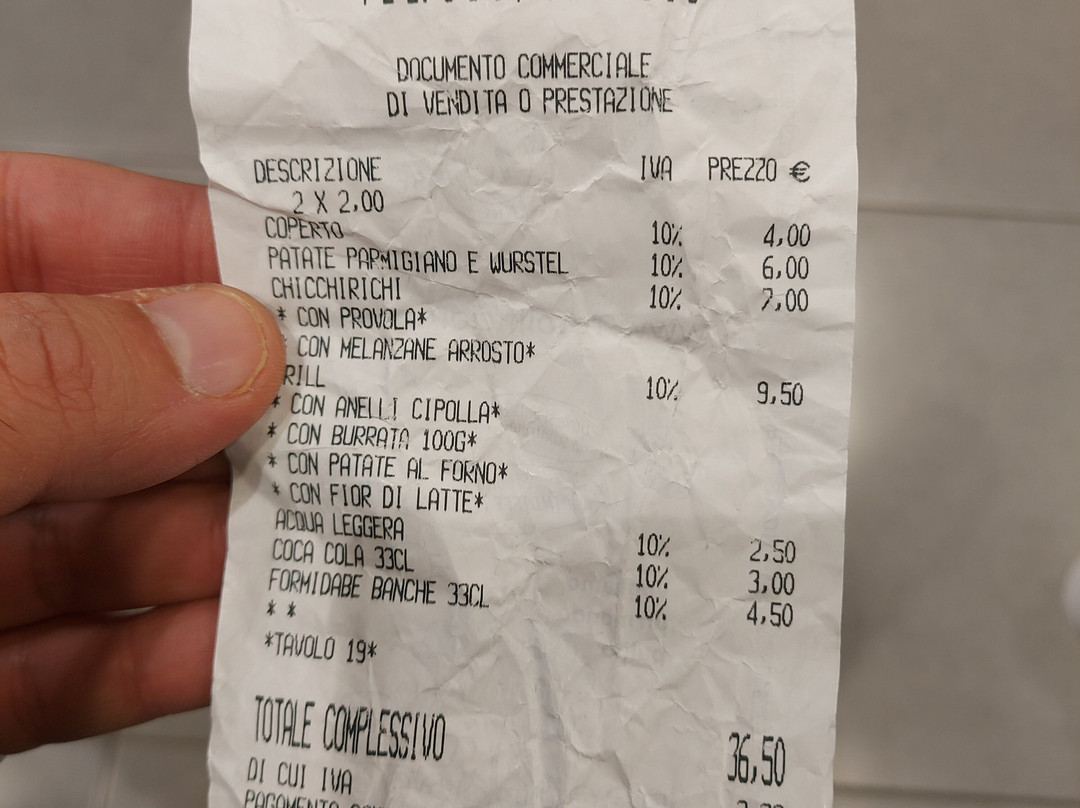 DOCUMENTO COMMERCIALE
DI VENDITA O PRESTAZIONE
DESCRIZIONE IVA PREZZO €
2 X 2,00
COPERTO 10% 4,00
PATATE PARMIGIANO E WURSTEL 10% 6,00
CHICCHIRICHI 10% 7,00
* CON PROVOLA*
CON MELANZANE ARROSTO*
RILL 10% 9,50
* CON ANELLI CIPOLLA*
* CON BURRATA 100G*
* CON PATATE AL FORNO*
* CON FIOR DI LATTE*
ACQUA LEGGERA 10% 2,50
COCA COLA 33CL 10% 3,00
FORMIDABE BANCHE 33CL 10% 4,50
* *
*TAVOLO 19*
TOTALE COMPLESSIVO 36,50
DI CUI IVA
PAGAMENTO